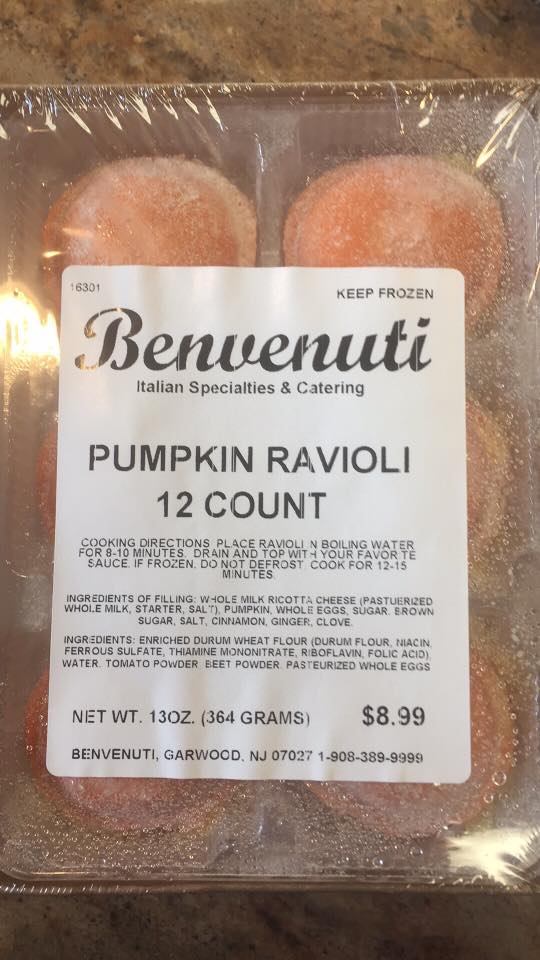 16301
KEEP FROZEN
Benvenuti
Italian Specialties & Catering
PUMPKIN RAVIOLI
12 COUNT
COOKING DIRECTIONS PLACE RAVIOLI N BOILING WATER
FOR 8-10 MINUTES. DRAIN AND TOP WITH YOUR FAVORITE
SAUCE. IF FROZEN. DO NOT DEFROST COOK FOR 12-15
MINUTES
INGREDIENTS OF FILLING: WHOLE MILK RICOTTA CHEESE (PASTUERIZED
WHOLE MILK, STARTER, SALT), PUMPKIN, WHOLE EGGS, SUGAR. BROWN
SUGAR, SALT, CINNAMON, GINGER, CLOVE.
INGREDIENTS: ENRICHED DURUM WHEAT FLOUR (DURUM FLOUR, NIACIN,
FERROUS SULFATE, THIAMINE MONONITRATE, RIBOFLAVIN, FOLIC ACID)
WATER. TOMATO POWDER BEET POWDER. PASTEURIZED WHOLE EGGS
NET WT. 13OZ. (364 GRAMS) $8.99
BENVENUTI, GARWOOD, NJ 07027 1-908-389-9999